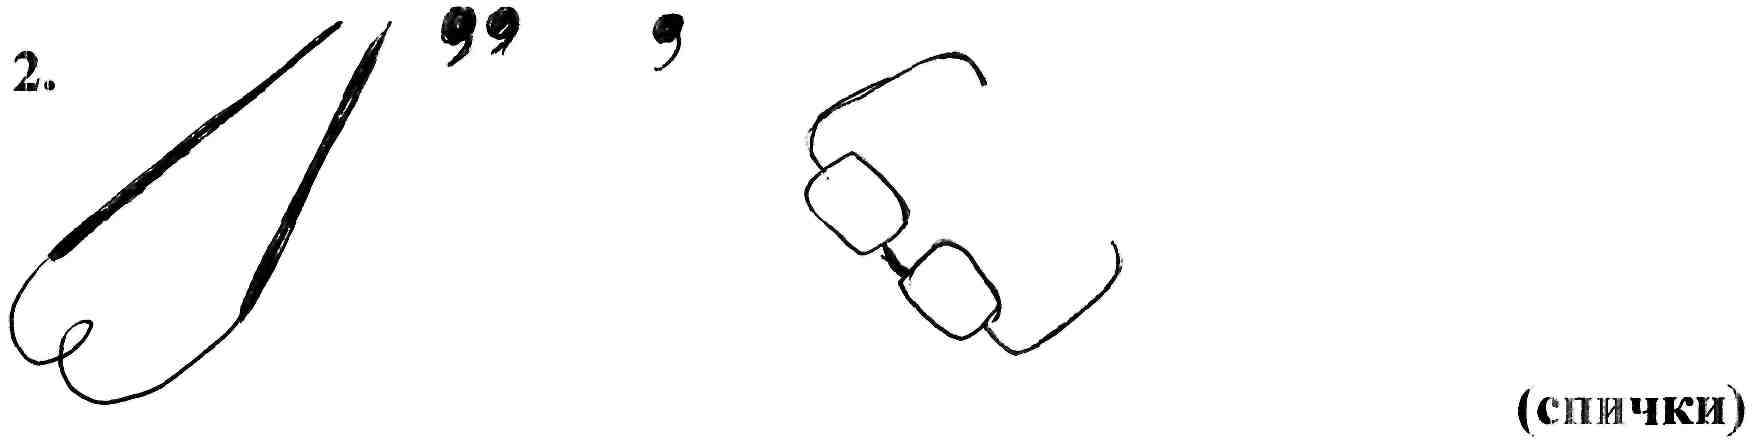 2. ,, ,
(спички)